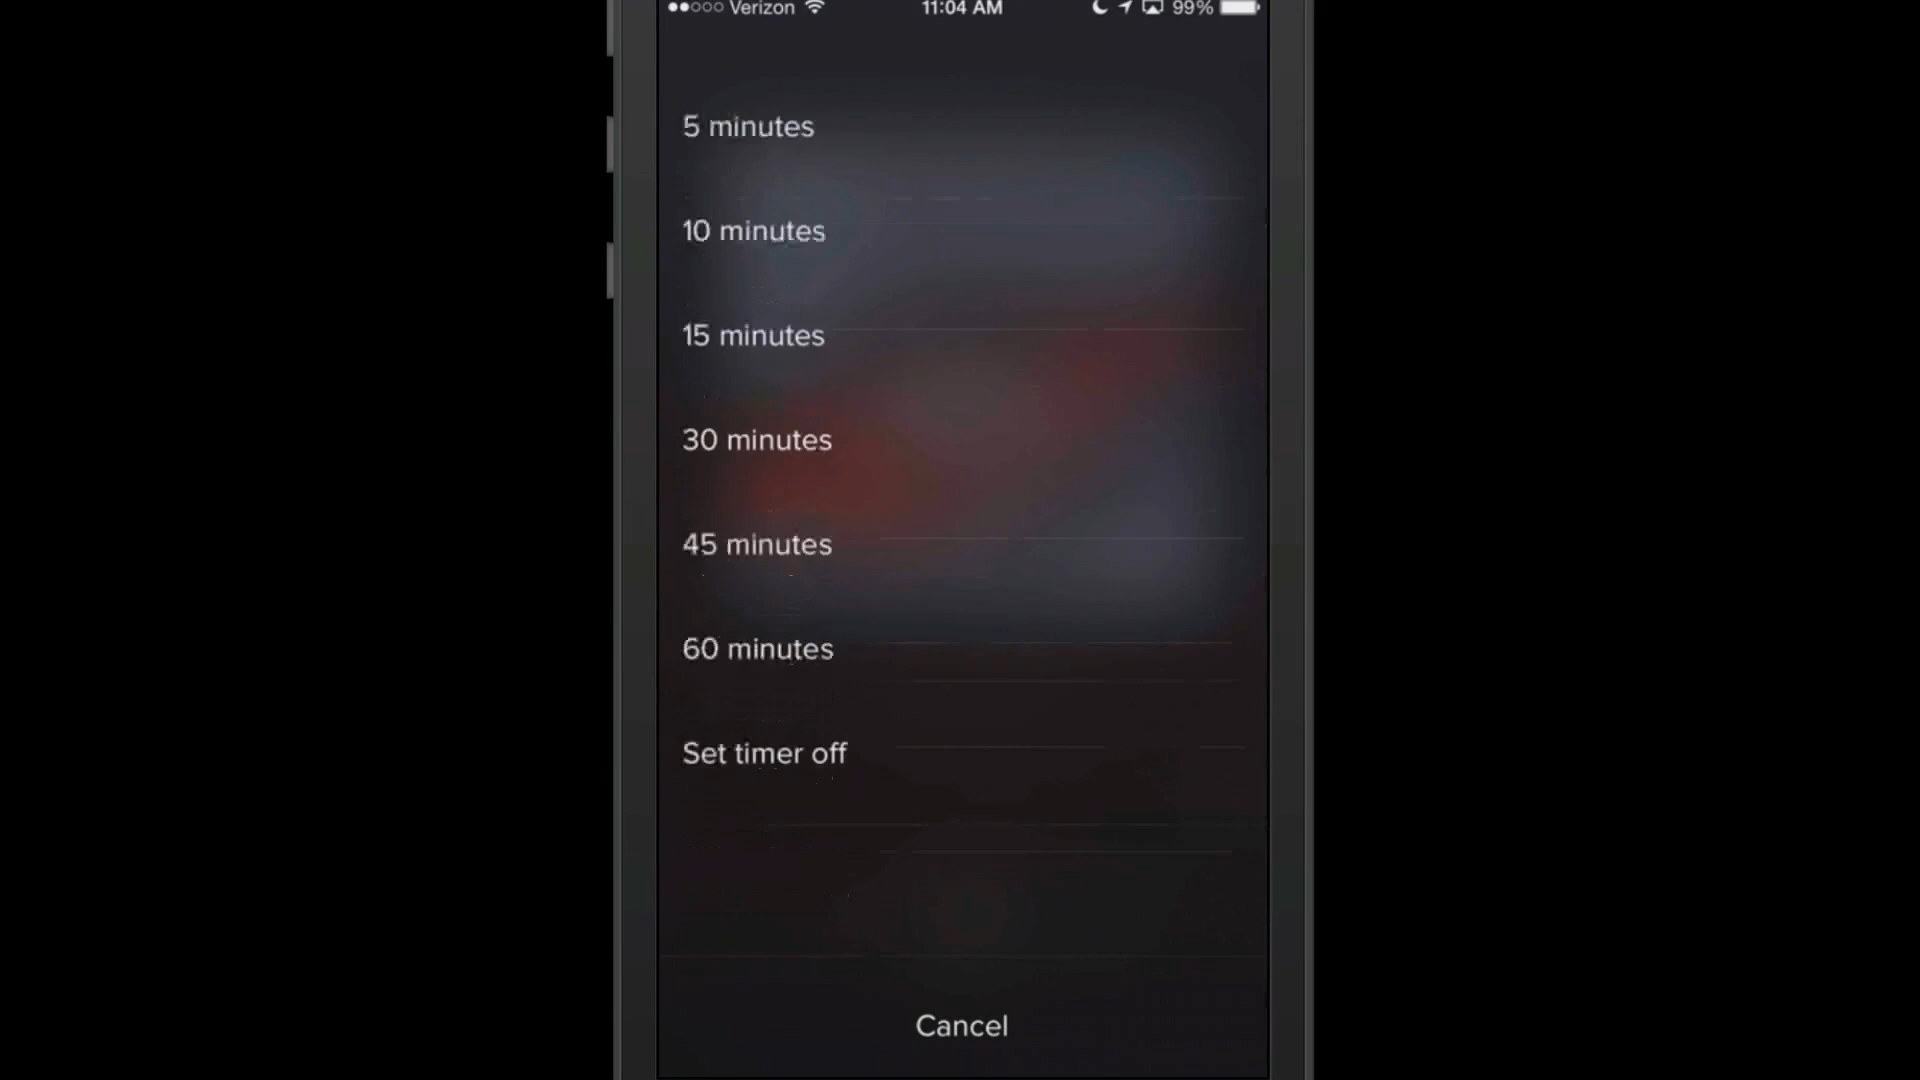 Verizon 11:04 AM 99%
5 minutes
10 minutes
15 minutes
30 minutes
45 minutes
60 minutes
Set timer off
Cancel